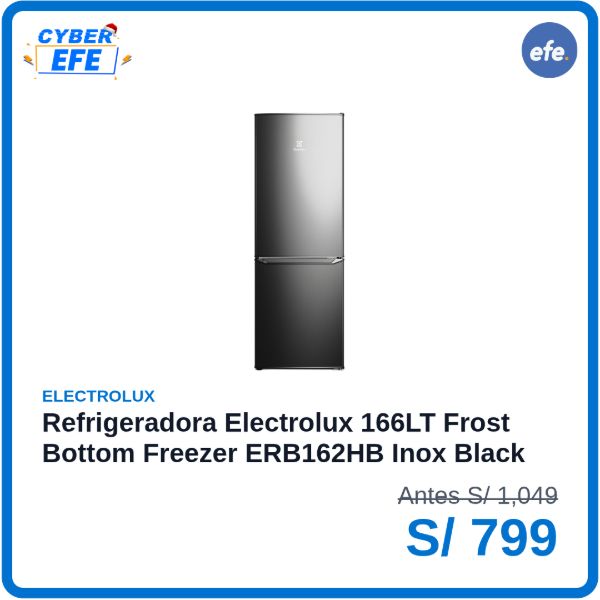 CYBER
EFE
efe.
ELECTROLUX
Refrigeradora Electrolux 166LT Frost
Bottom Freezer ERB162HB Inox Black
Antes S/ 1,049
S/ 799